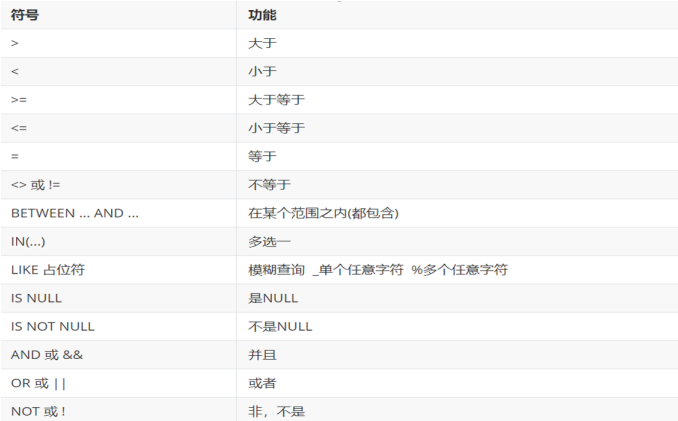 符号 功能
> 大于
< 小于
>= 大于等于
<= 小于等于
= 等于
<> 或 != 不等于
BETWEEN ... AND ... 在某个范围之内(都包含)
IN(...) 多选一
LIKE 占位符 模糊查询 _单个任意字符 %多个任意字符
IS NULL 是NULL
IS NOT NULL 不是NULL
AND 或 && 并且
OR 或 || 或者
NOT 或 ! 非，不是